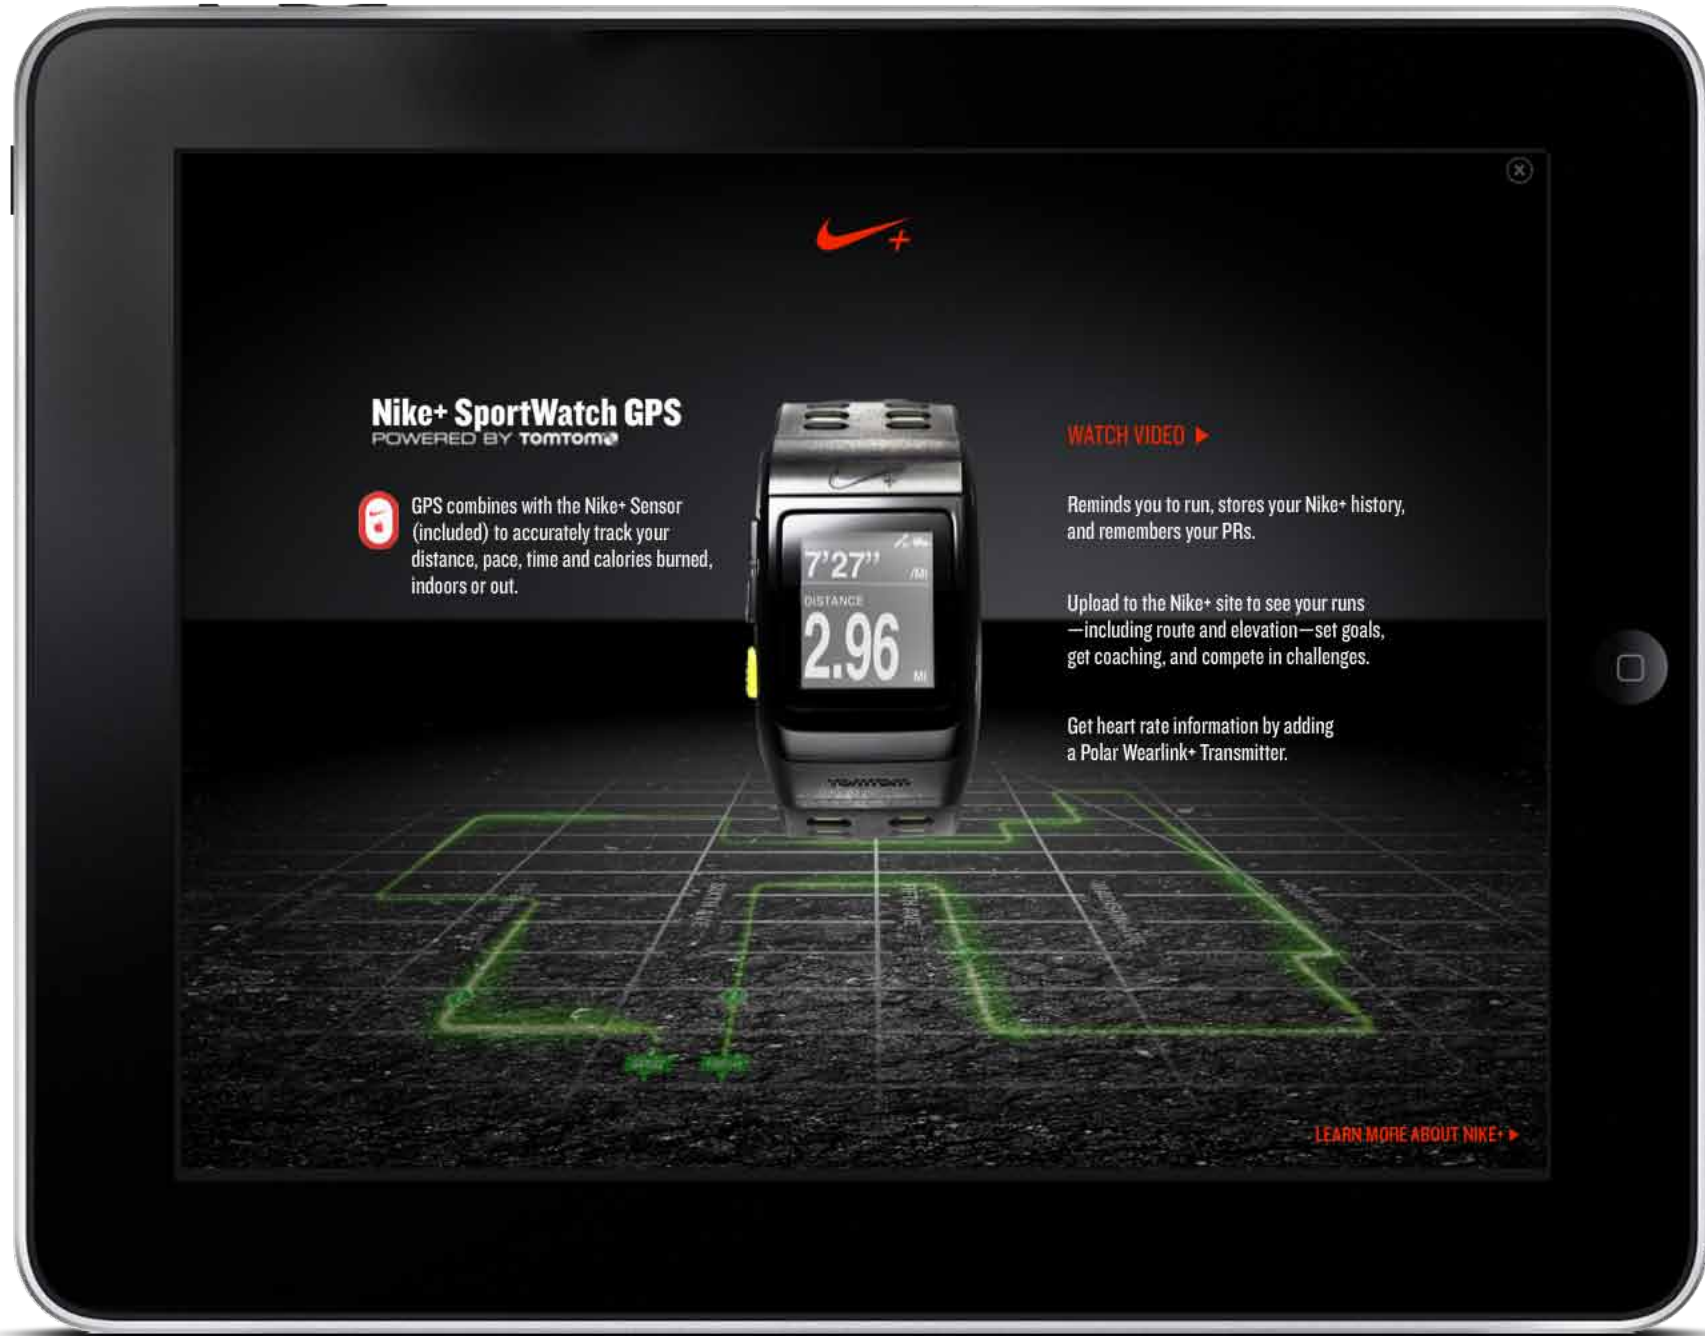 Nike+ SportWatch GPS
POWERED BY TOMTOM
GPS combines with the Nike+ Sensor
(included) to accurately track your
distance, pace, time and calories burned,
indoors or out.
7'27"
/MI
DISTANCE
2.96
MI
TOMTOM
WATCH VIDEO
Reminds you to run, stores your Nike+ history,
and remembers your PRs.
Upload to the Nike+ site to see your runs
—including route and elevation—set goals,
get coaching, and compete in challenges.
Get heart rate information by adding
a Polar Wearlink+ Transmitter.
LEARN MORE ABOUT NIKE+